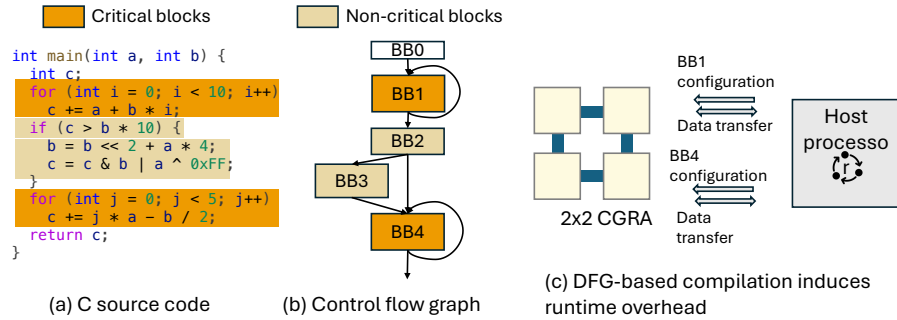 Critical blocks
Non-critical blocks
int main(int a, int b) {
int c;
for (int i = 0; i < 10; i++)
c += a + b * i;
if (c > b * 10) {
b = b << 2 + a * 4;
c = c & b | a ^ 0xFF;
}
for (int j = 0; j < 5; j++)
c += j * a - b / 2;
return c;
}
(a) C source code
BB0
BB1
BB2
BB3
BB4
(b) Control flow graph
2x2 CGRA
BB1
configuration
Data transfer
BB4
configuration
Data
transfer
Host
processo
r
(c) DFG-based compilation induces
runtime overhead